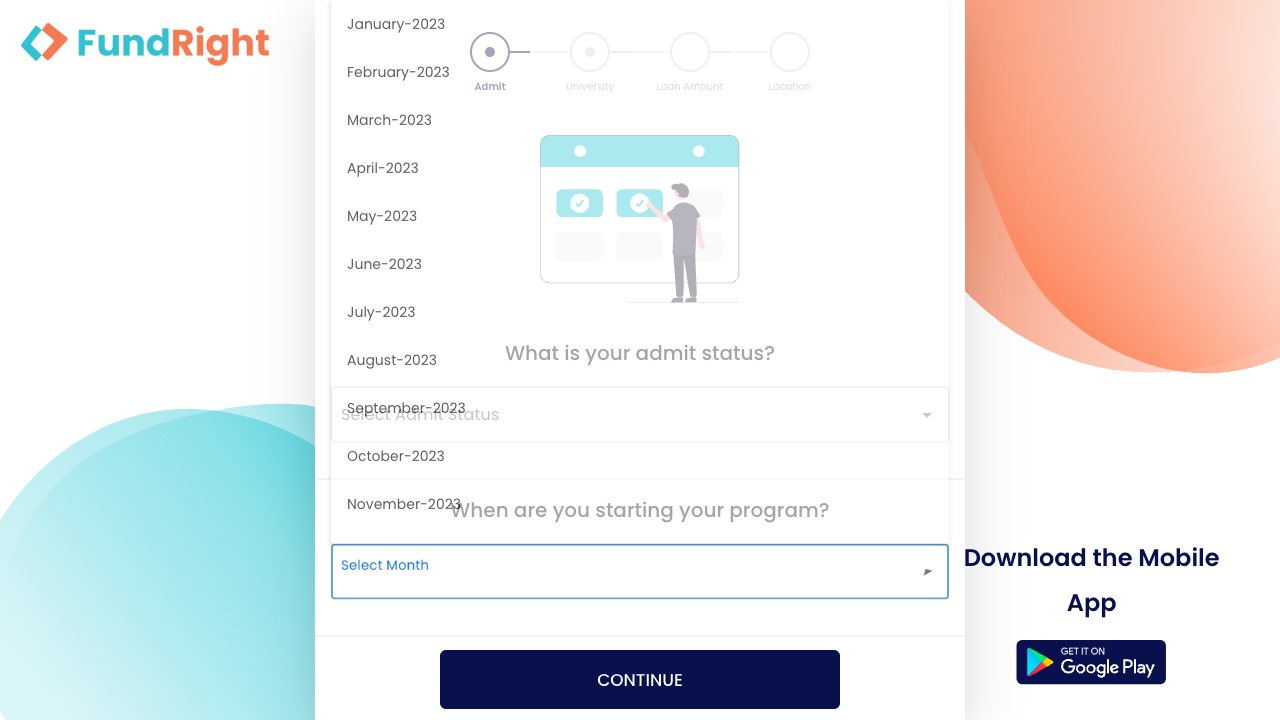 FundRight
January-2023
February-2023
March-2023
April-2023
May-2023
June-2023
July-2023
August-2023
September-2023
October-2023
November-2023
Admit
University
Loan Amount
Location
What is your admit status?
Select Admit Status
When are you starting your program?
Select Month
CONTINUE
Download the Mobile
App
GET IT ON
Google Play